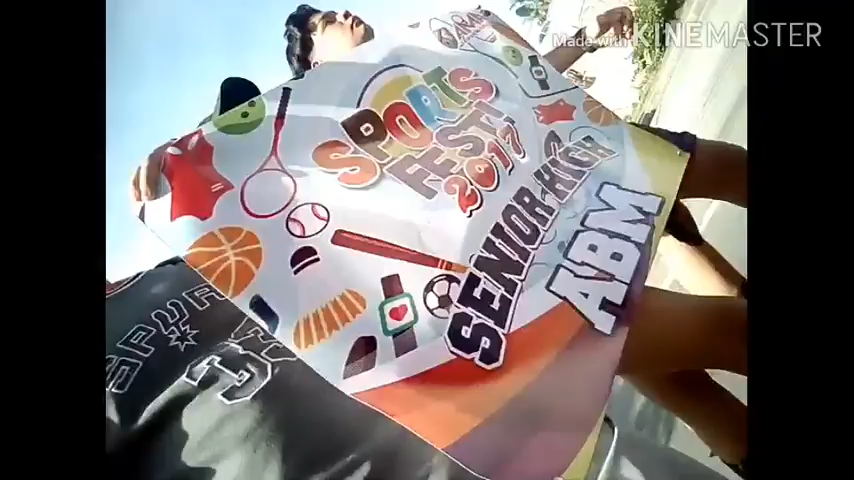 Made with KINEMASTER
SPORTS
FEST!
2017
SENIOR HIGH
ABM
SPURS